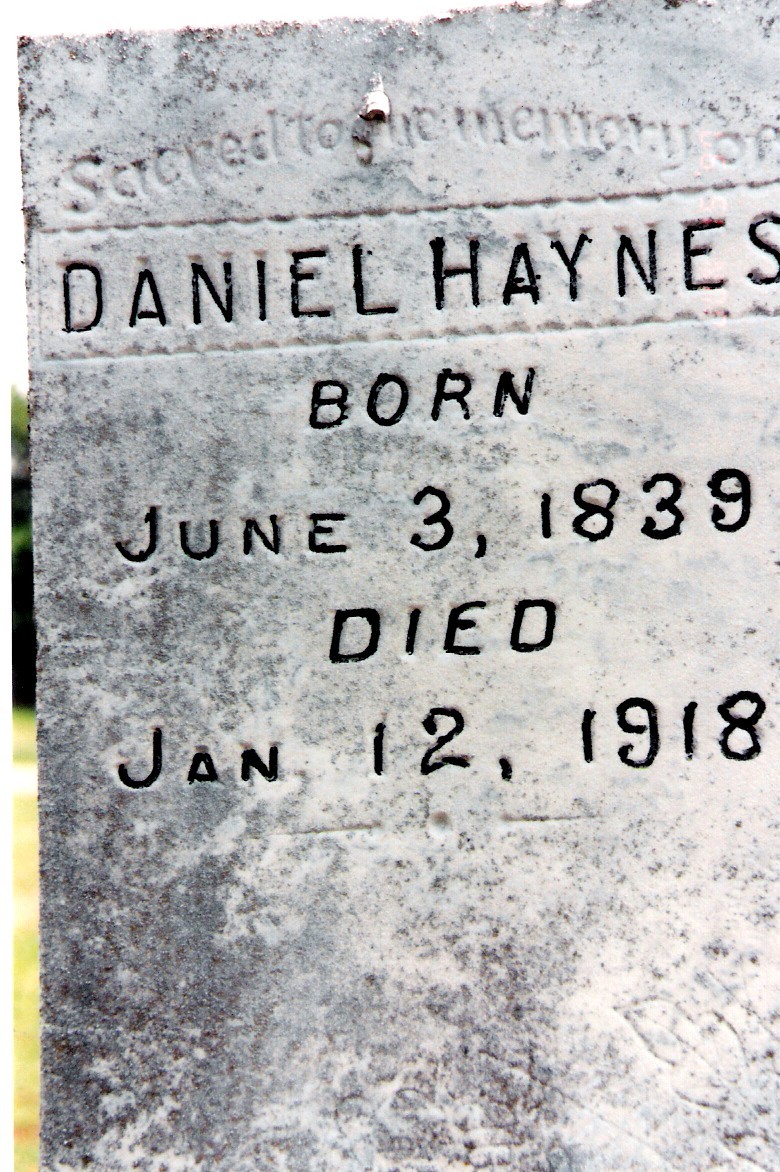 Sacred to the memory of
DANIEL HAYNES
BORN
JUNE 3, 1839
DIED
JAN 12, 1918